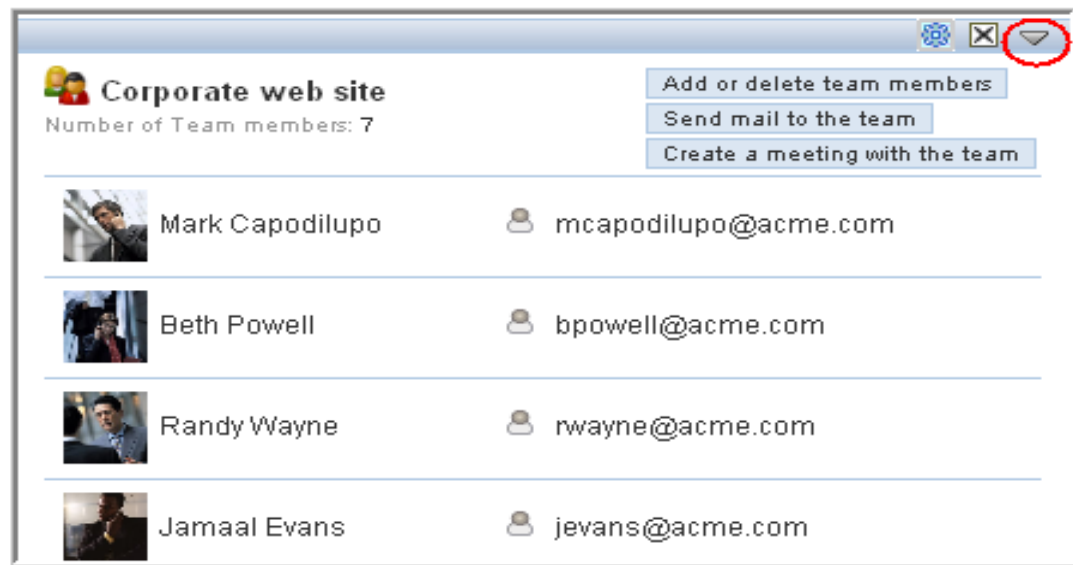 Corporate web site
Number of Team members: 7
Add or delete team members
Send mail to the team
Create a meeting with the team
Mark Capodilupo mcapodilupo@acme.com
Beth Powell bpowell@acme.com
Randy Wayne rwayne@acme.com
Jamaal Evans jevans@acme.com